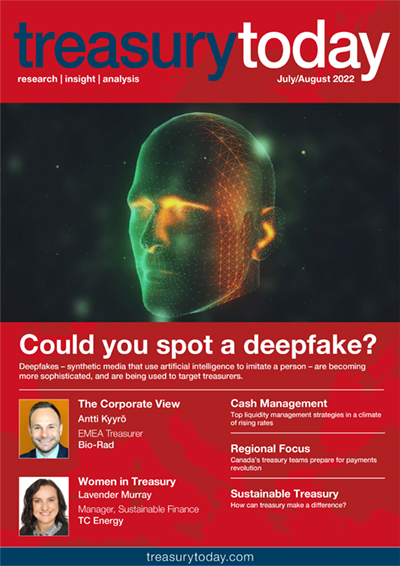 treasurytoday
research | insight | analysis
July/August 2022
Could you spot a deepfake?
Deepfakes – synthetic media that use artificial intelligence to imitate a person – are becoming
more sophisticated, and are being used to target treasurers.
The Corporate View
Antti Kyyrö
EMEA Treasurer
Bio-Rad
Women in Treasury
Lavender Murray
Manager, Sustainable Finance
TC Energy
Cash Management
Top liquidity management strategies in a climate
of rising rates
Regional Focus
Canada's treasury teams prepare for payments
revolution
Sustainable Treasury
How can treasury make a difference?
treasurytoday.com